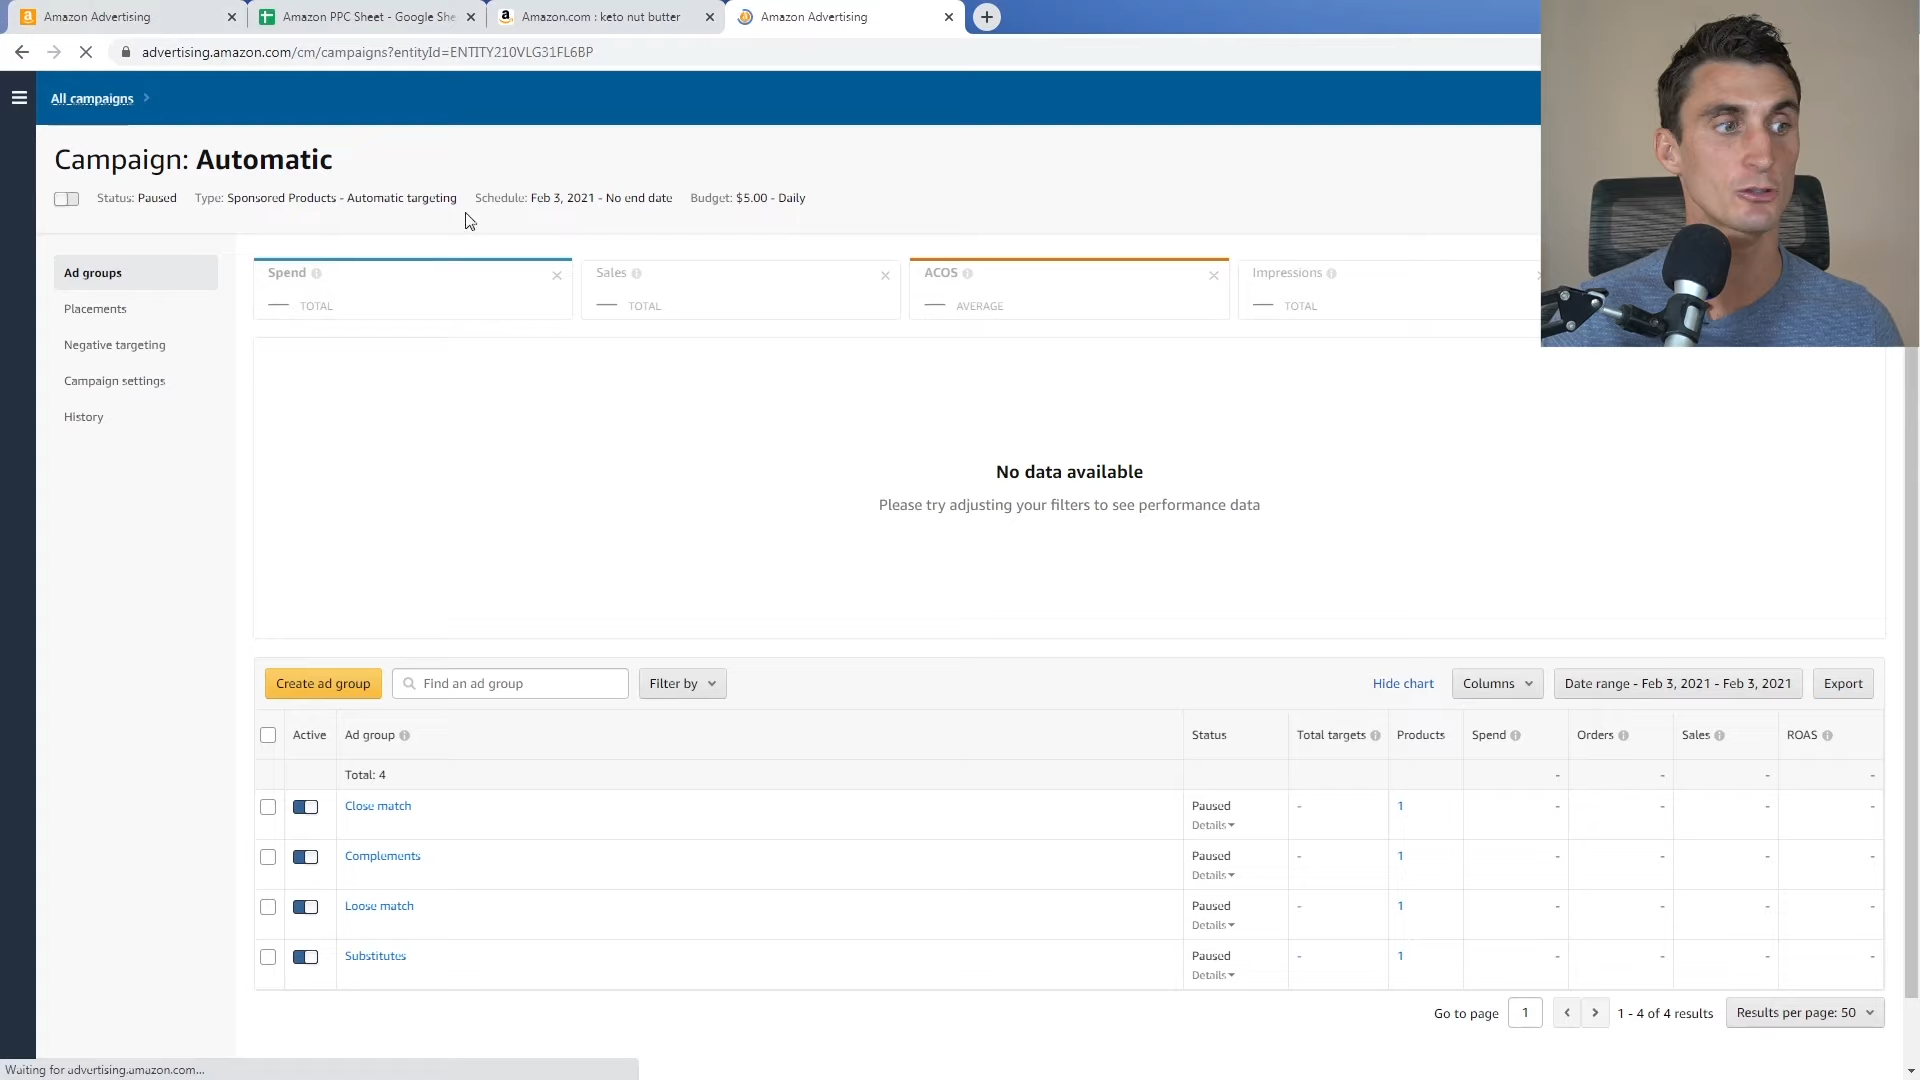 Amazon Advertising
Amazon PPC Sheet - Google She
Amazon.com : keto nut butter
Amazon Advertising
advertising.amazon.com/cm/campaigns?entityId=ENTITY210VLG31FL6BP
All campaigns
Campaign: Automatic
Status: Paused Type: Sponsored Products - Automatic targeting Schedule: Feb 3, 2021 - No end date Budget: $5.00 - Daily
Ad groups
Placements
Negative targeting
Campaign settings
History
Spend Sales ACOS Impressions
— TOTAL — TOTAL — AVERAGE — TOTAL
No data available
Please try adjusting your filters to see performance data
Create ad group Find an ad group Filter by Hide chart Columns Date range - Feb 3, 2021 - Feb 3, 2021 Export
Active Ad group Status Total targets Products Spend Orders Sales ROAS
Total: 4 - - - -
Close match Paused - 1 - - - -
Details
Complements Paused - 1 - - - -
Details
Loose match Paused - 1 - - - -
Details
Substitutes Paused - 1 - - - -
Details
Go to page 1 1 - 4 of 4 results Results per page: 50
Waiting for advertising.amazon.com...